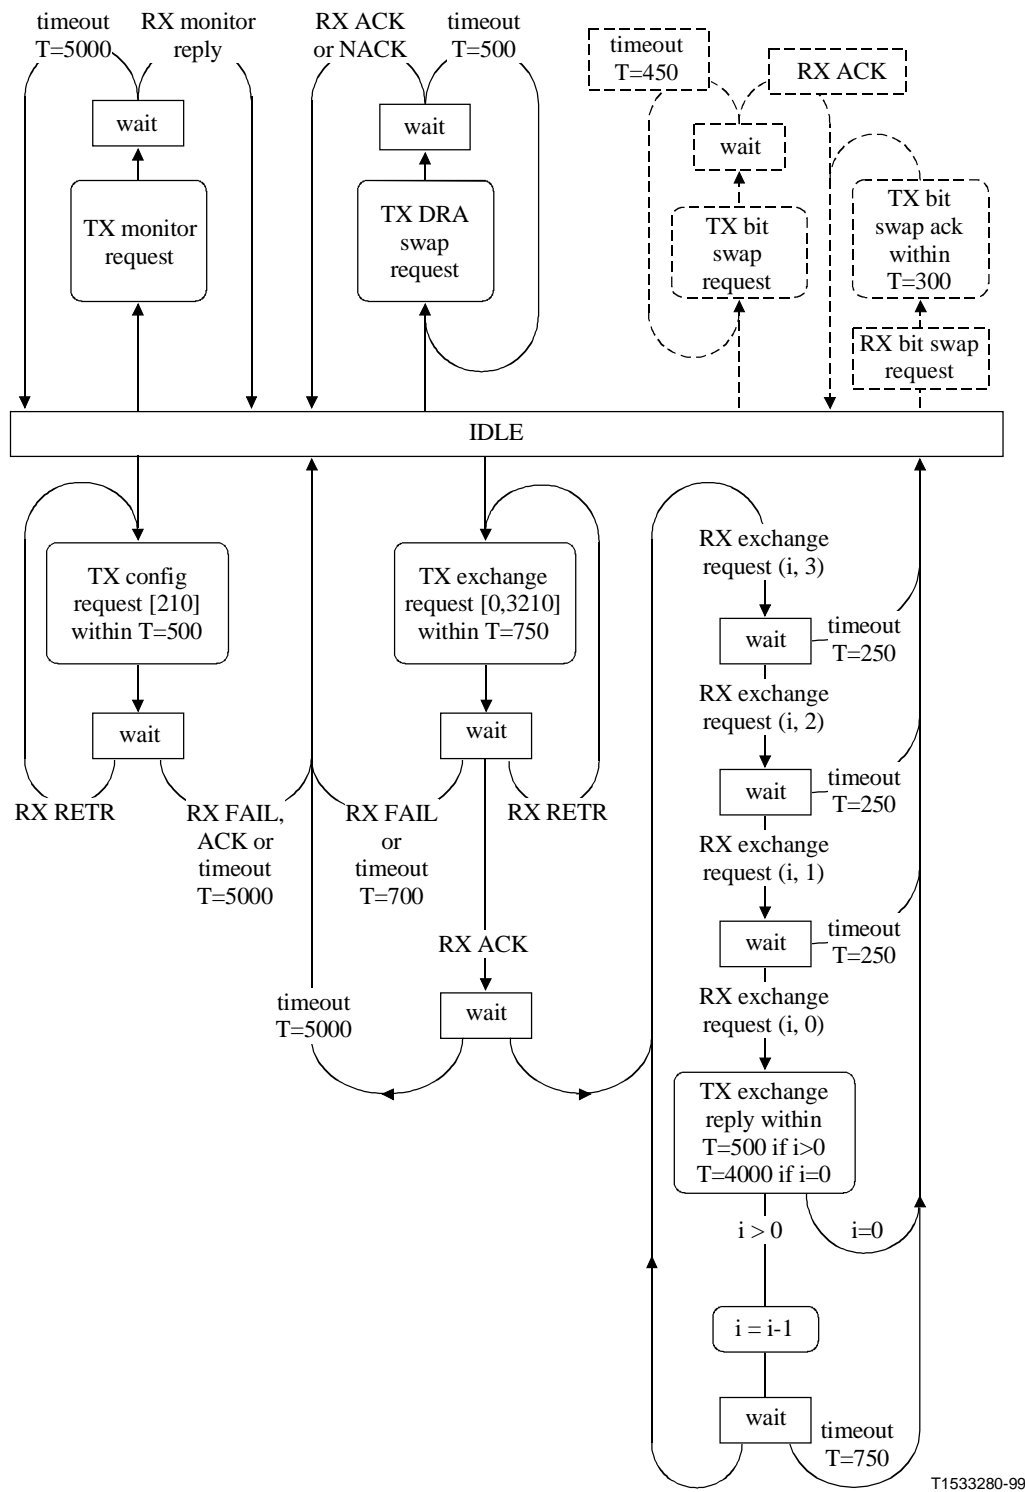 timeout
T=5000
RX monitor
reply
wait
TX monitor
request
RX ACK
or NACK
timeout
T=500
wait
TX DRA
swap
request
timeout
T=450
RX ACK
wait
TX bit
swap
request
TX bit
swap ack
within
T=300
RX bit swap
request
IDLE
TX config
request [210]
within T=500
wait
RX RETR
RX FAIL,
ACK or
timeout
T=5000
TX exchange
request [0,3210]
within T=750
wait
RX FAIL
or
timeout
T=700
RX RETR
RX ACK
wait
timeout
T=5000
RX exchange
request (i, 3)
wait
timeout
T=250
RX exchange
request (i, 2)
wait
timeout
T=250
RX exchange
request (i, 1)
wait
timeout
T=250
RX exchange
request (i, 0)
TX exchange
reply within
T=500 if i>0
T=4000 if i=0
i > 0
i=0
i = i-1
wait
timeout
T=750
T1533280-99